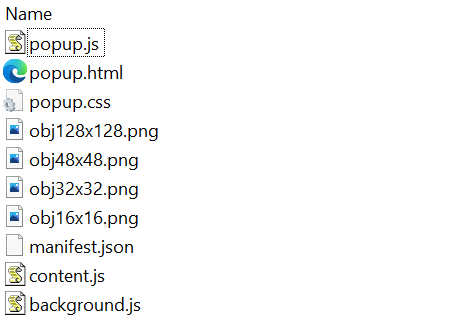 Name
popup.js
popup.html
popup.css
obj128x128.png
obj48x48.png
obj32x32.png
obj16x16.png
manifest.json
content.js
background.js